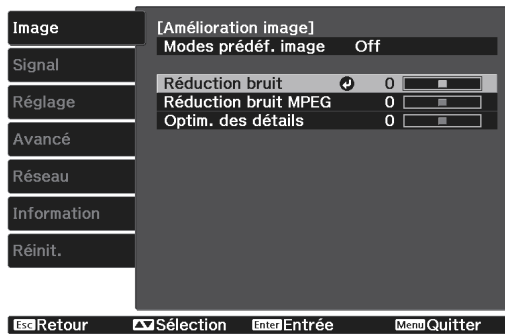 Image
Signal
Réglage
Avancé
Réseau
Information
Réinit.
[Amélioration image]
Modes prédéf. image Off
Réduction bruit 0
Réduction bruit MPEG 0
Optim. des détails 0
Esc Retour Sélection Enter Entrée Menu Quitter